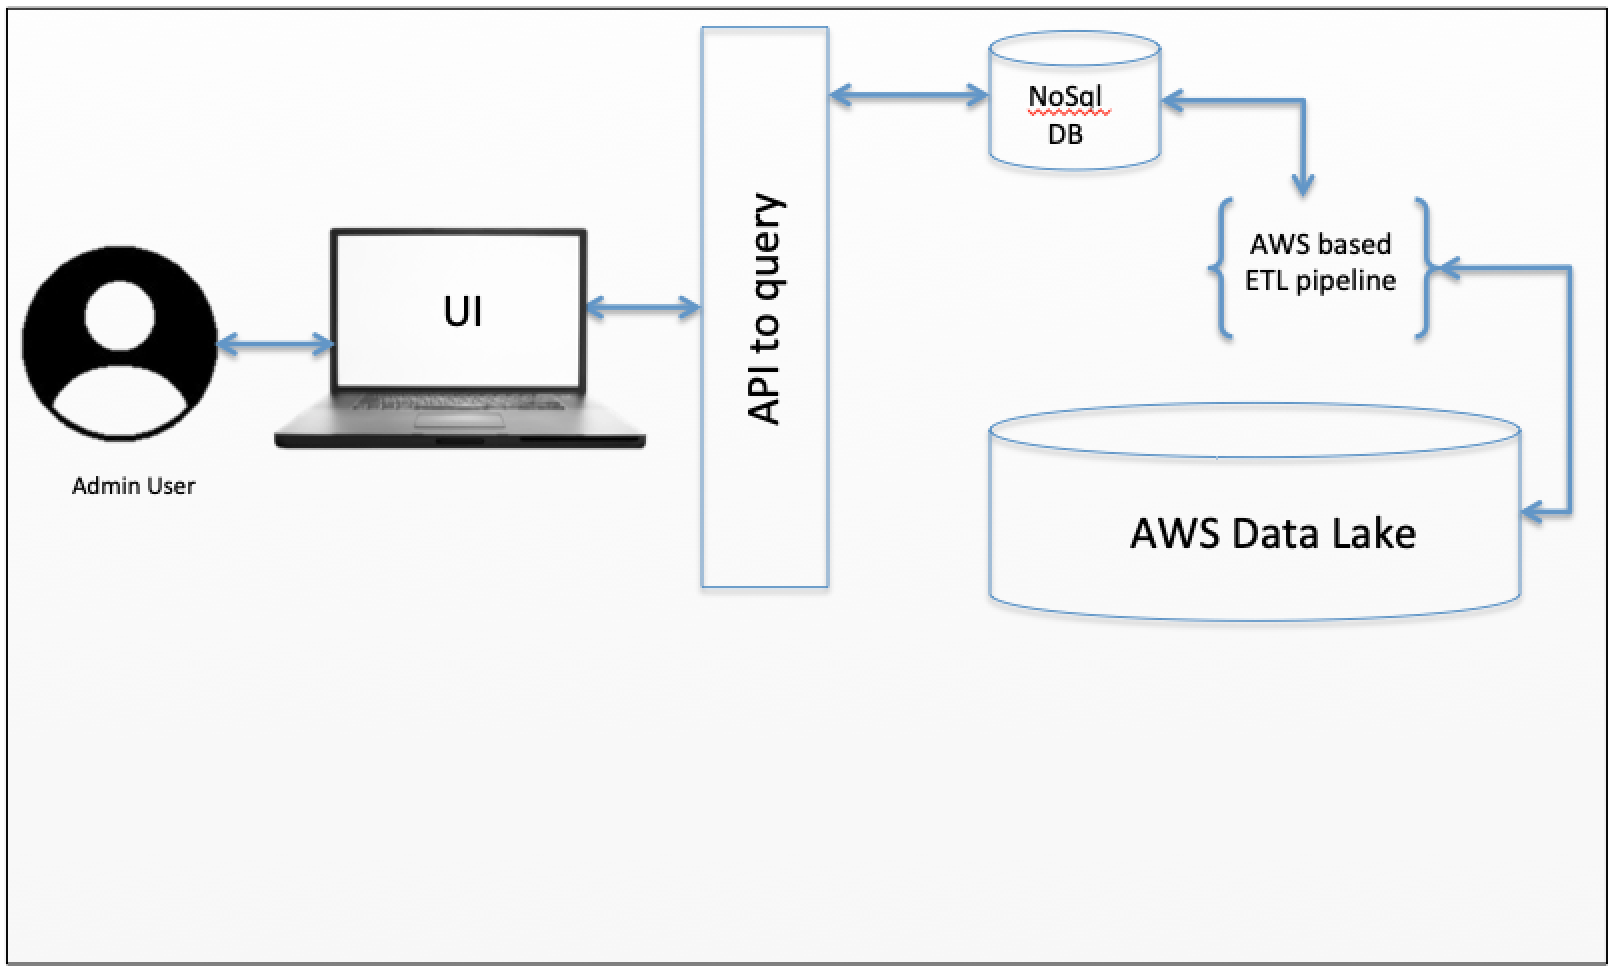 Admin User
UI
API to query
NoSql
DB
AWS based
ETL pipeline
AWS Data Lake